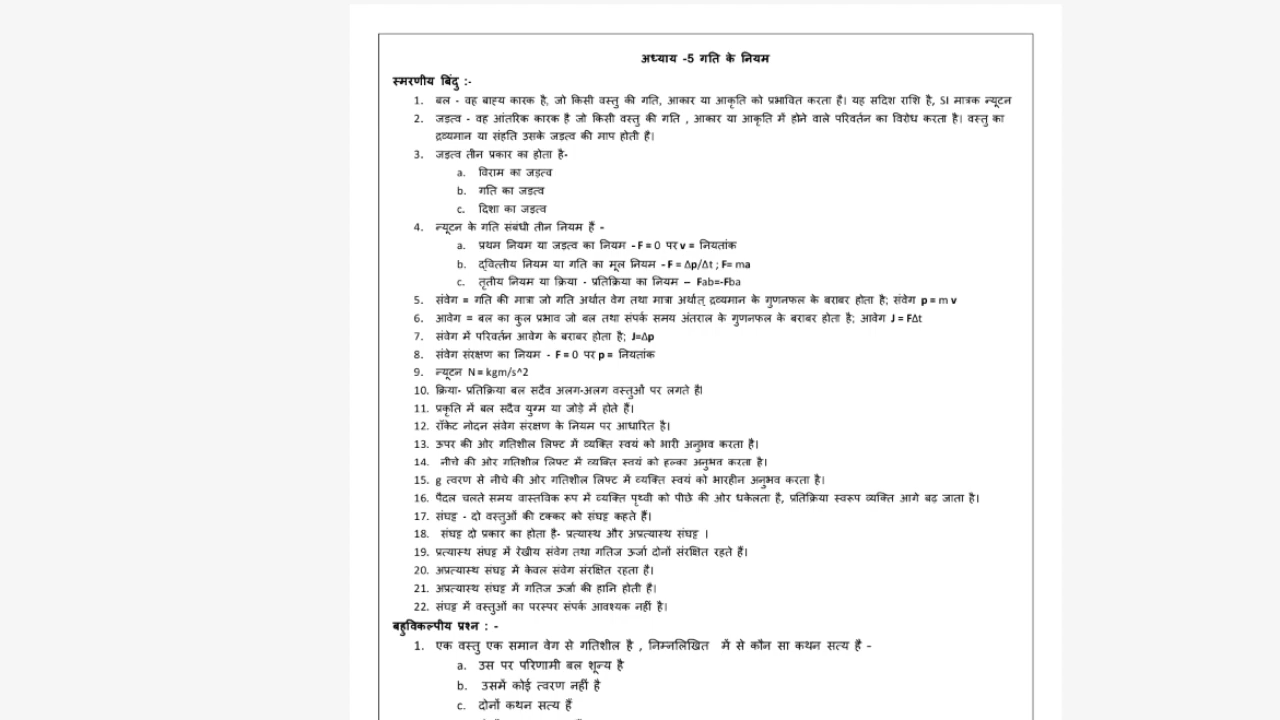 अध्याय -5 गति के नियम
स्मरणीय बिंदु :-
1. बल - वह बाह्य कारक है, जो किसी वस्तु की गति, आकार या आकृति को प्रभावित करता है। यह सदिश राशि है, SI मात्रक न्यूटन
2. जड़त्व - वह आंतरिक कारक है जो किसी वस्तु की गति , आकार या आकृति में होने वाले परिवर्तन का विरोध करता है। वस्तु का
द्रव्यमान या संहति उसके जड़त्व की माप होती है।
3. जड़त्व तीन प्रकार का होता है-
a. विराम का जड़त्व
b. गति का जड़त्व
c. दिशा का जड़त्व
4. न्यूटन के गति संबंधी तीन नियम हैं -
a. प्रथम नियम या जड़त्व का नियम - F = 0 पर v = नियतांक
b. द्वित्तीय नियम या गति का मूल नियम - F = Δp/Δt ; F= ma
c. तृतीय नियम या क्रिया - प्रतिक्रिया का नियम – Fab=-Fba
5. संवेग = गति की मात्रा जो गति अर्थात वेग तथा मात्रा अर्थात् द्रव्यमान के गुणनफल के बराबर होता है; संवेग p = m v
6. आवेग = बल का कुल प्रभाव जो बल तथा संपर्क समय अंतराल के गुणनफल के बराबर होता है; आवेग J = FΔt
7. संवेग में परिवर्तन आवेग के बराबर होता है; J=Δp
8. संवेग संरक्षण का नियम - F = 0 पर p = नियतांक
9. न्यूटन N = kgm/s^2
10. क्रिया- प्रतिक्रिया बल सदैव अलग-अलग वस्तुओं पर लगते है।
11. प्रकृति में बल सदैव युग्म या जोड़े में होते हैं।
12. रॉकेट नोदन संवेग संरक्षण के नियम पर आधारित है।
13. ऊपर की ओर गतिशील लिफ्ट में व्यक्ति स्वयं को भारी अनुभव करता है।
14. नीचे की ओर गतिशील लिफ्ट में व्यक्ति स्वयं को हल्का अनुभव करता है।
15. g त्वरण से नीचे की ओर गतिशील लिफ्ट में व्यक्ति स्वयं को भारहीन अनुभव करता है।
16. पैदल चलते समय वास्तविक रूप में व्यक्ति पृथ्वी को पीछे की ओर धकेलता है, प्रतिक्रिया स्वरूप व्यक्ति आगे बढ़ जाता है।
17. संघट्ट - दो वस्तुओं की टक्कर को संघट्ट कहते हैं।
18. संघट्ट दो प्रकार का होता है- प्रत्यास्थ और अप्रत्यास्थ संघट्ट ।
19. प्रत्यास्थ संघट्ट में रेखीय संवेग तथा गतिज ऊर्जा दोनों संरक्षित रहते हैं।
20. अप्रत्यास्थ संघट्ट में केवल संवेग संरक्षित रहता है।
21. अप्रत्यास्थ संघट्ट में गतिज ऊर्जा की हानि होती है।
22. संघट्ट में वस्तुओं का परस्पर संपर्क आवश्यक नहीं है।
बहुविकल्पीय प्रश्न : -
1. एक वस्तु एक समान वेग से गतिशील है , निम्नलिखित में से कौन सा कथन सत्य है –
a. उस पर परिणामी बल शून्य है
b. उसमें कोई त्वरण नहीं है
c. दोनों कथन सत्य हैं